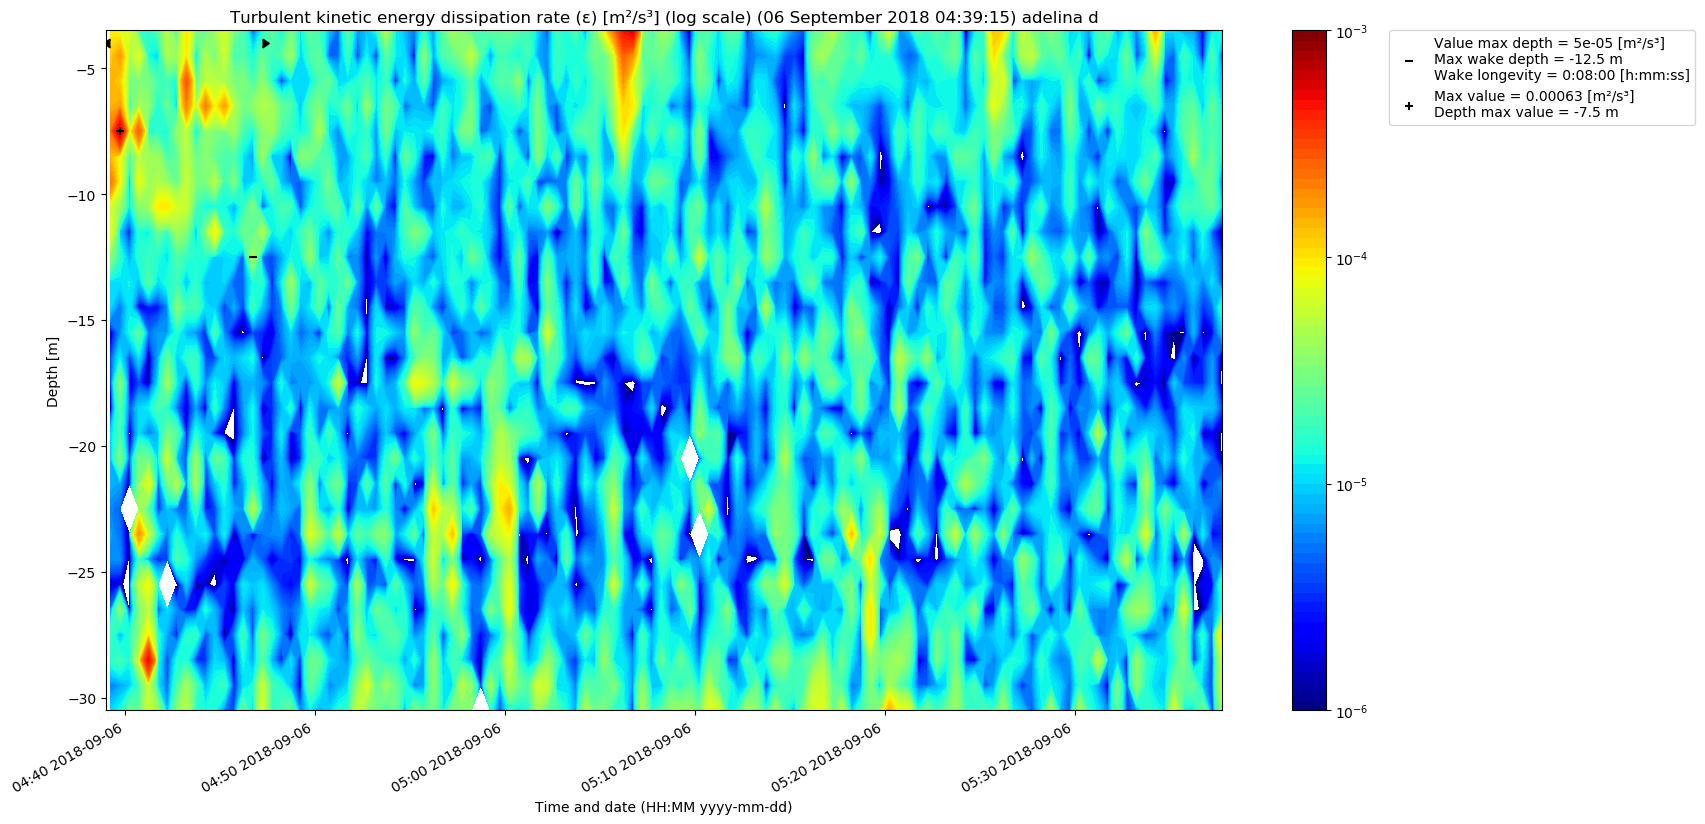 Turbulent kinetic energy dissipation rate (ε) [m²/s³] (log scale) (06 September 2018 04:39:15) adelina d
Depth [m]
−5
−10
−15
−20
−25
−30
04:40 2018-09-06
04:50 2018-09-06
05:00 2018-09-06
05:10 2018-09-06
05:20 2018-09-06
05:30 2018-09-06
Time and date (HH:MM yyyy-mm-dd)
10⁻³
10⁻⁴
10⁻⁵
10⁻⁶
Value max depth = 5e-05 [m²/s³]
Max wake depth = -12.5 m
Wake longevity = 0:08:00 [h:mm:ss]
Max value = 0.00063 [m²/s³]
Depth max value = -7.5 m